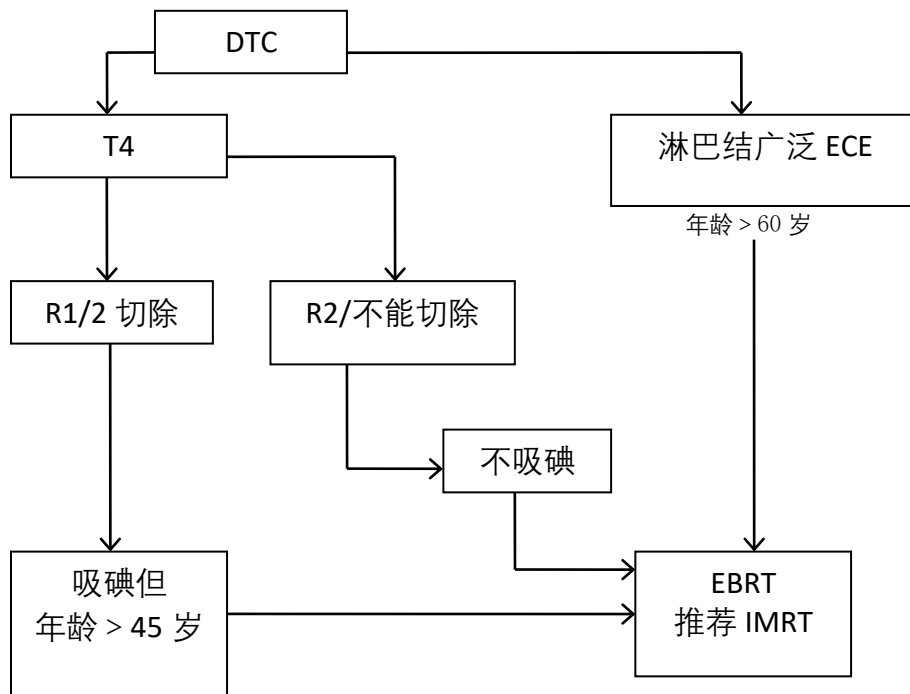 DTC
T4
淋巴结广泛 ECE
年龄 > 60 岁
R1/2 切除
R2/不能切除
不吸碘
吸碘但
年龄 > 45 岁
EBRT
推荐 IMRT